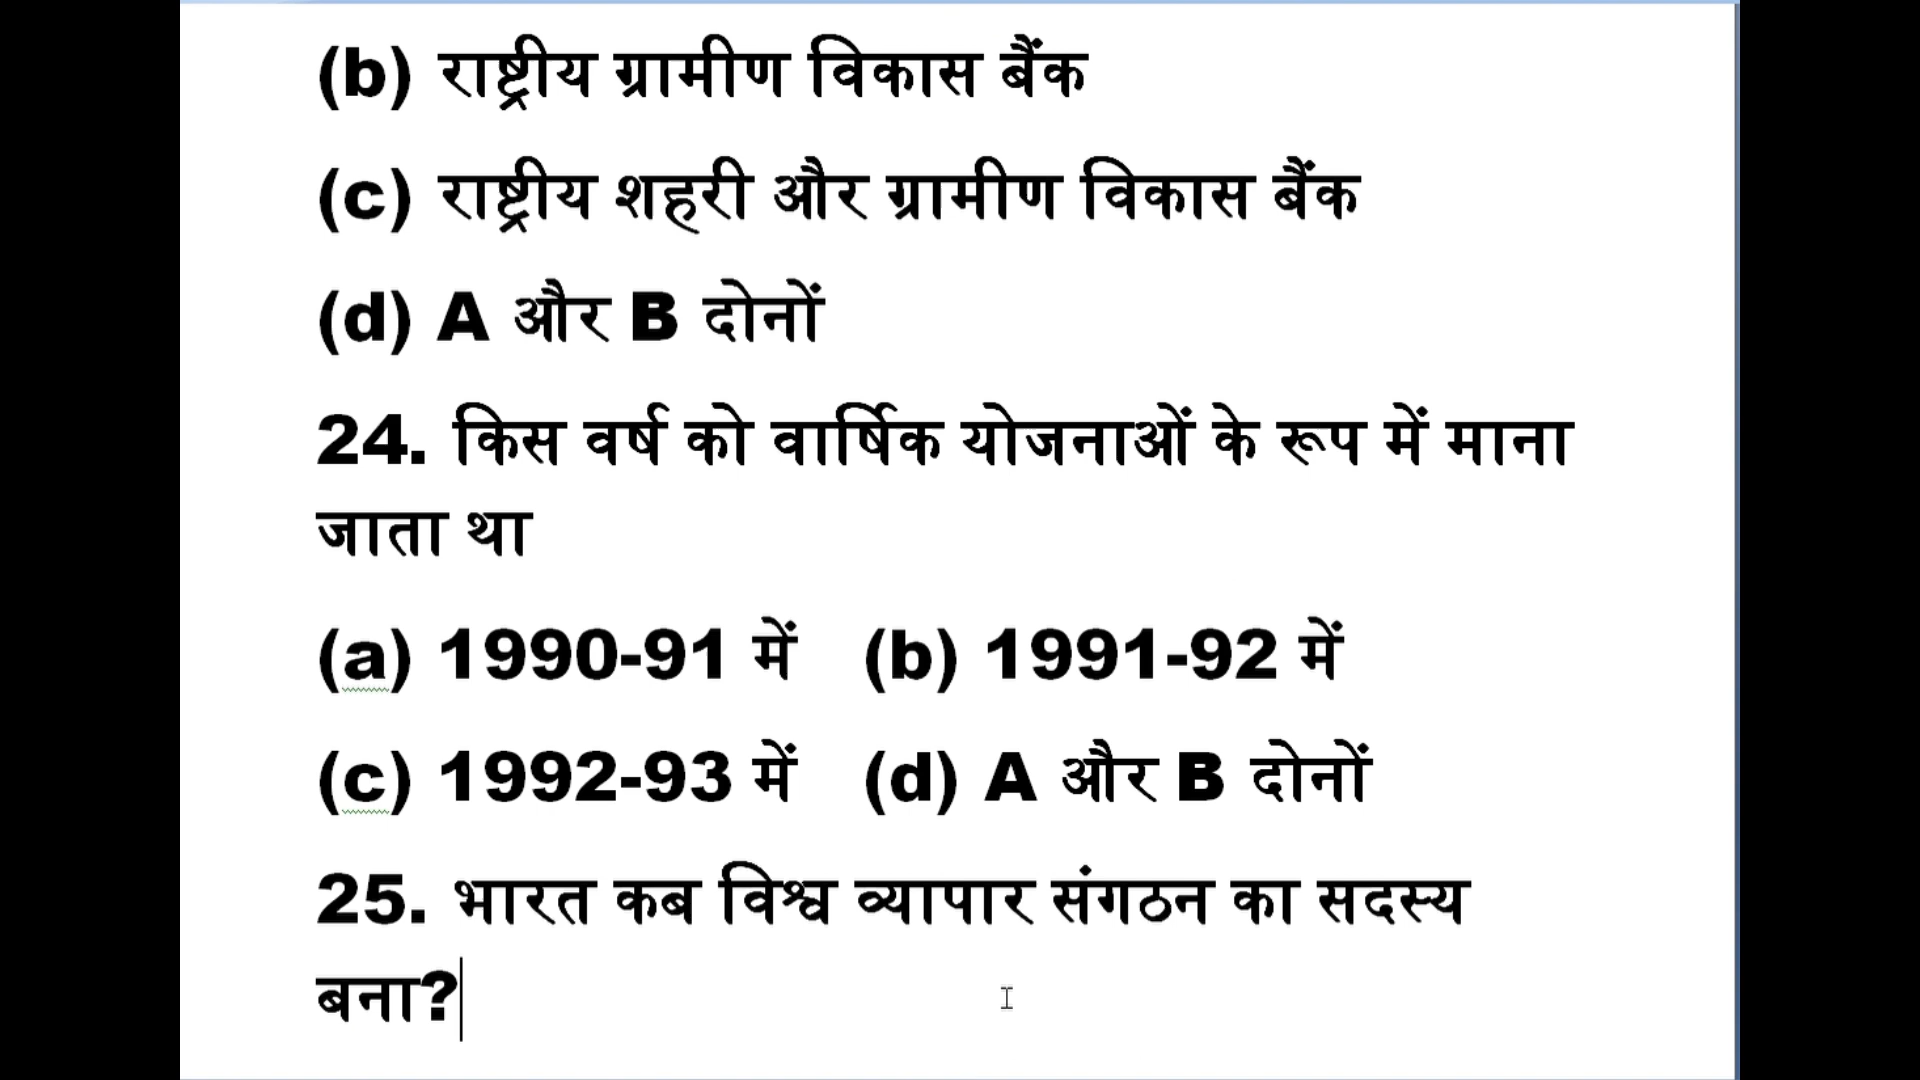 (b) राष्ट्रीय ग्रामीण विकास बैंक
(c) राष्ट्रीय शहरी और ग्रामीण विकास बैंक
(d) A और B दोनों
24. किस वर्ष को वार्षिक योजनाओं के रूप में माना
जाता था
(a) 1990-91 में (b) 1991-92 में
(c) 1992-93 में (d) A और B दोनों
25. भारत कब विश्व व्यापार संगठन का सदस्य
बना?